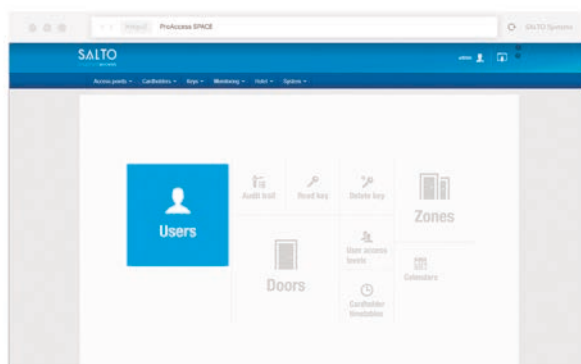 ProAccess SPACE
SALTO Systems
SALTO
admin
Access points
Cardholders
Keys
Monitoring
Hotel
System
Users
Audit trail
Read key
Delete key
Zones
Doors
User access
levels
Calendars
Cardholder
timetables